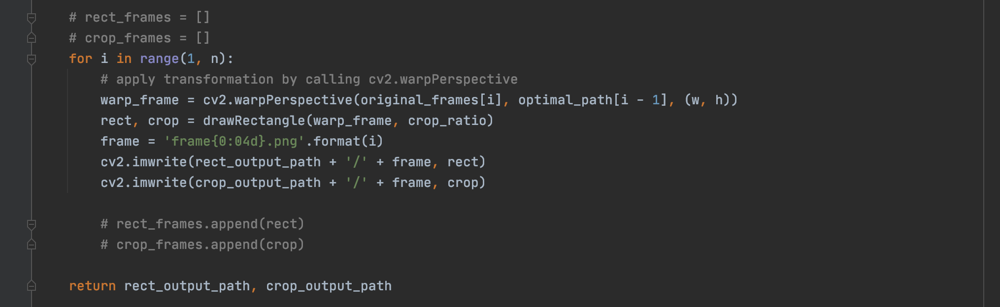 # rect_frames = []
# crop_frames = []
for i in range(1, n):
    # apply transformation by calling cv2.warpPerspective
    warp_frame = cv2.warpPerspective(original_frames[i], optimal_path[i - 1], (w, h))
    rect, crop = drawRectangle(warp_frame, crop_ratio)
    frame = 'frame{0:04d}.png'.format(i)
    cv2.imwrite(rect_output_path + '/' + frame, rect)
    cv2.imwrite(crop_output_path + '/' + frame, crop)
    # rect_frames.append(rect)
    # crop_frames.append(crop)
return rect_output_path, crop_output_path